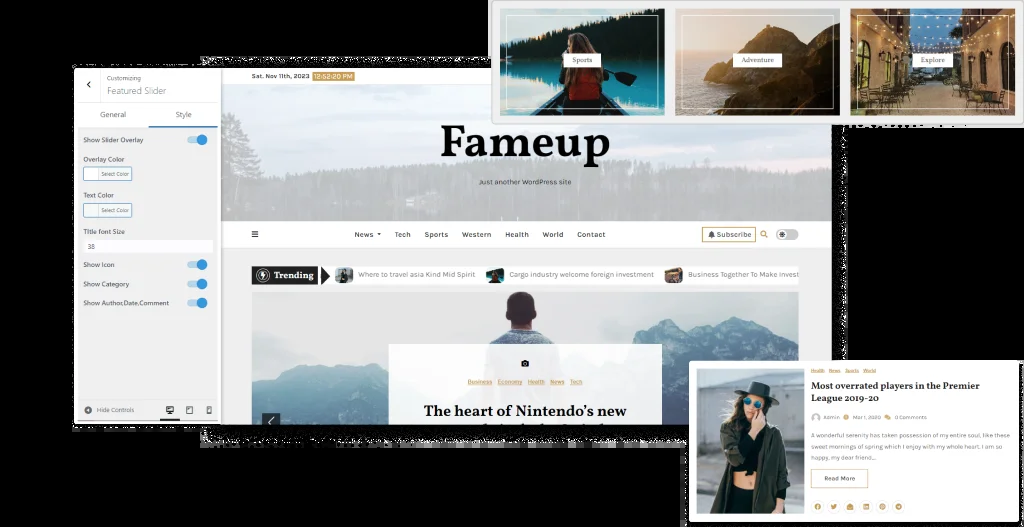 Customizing
Featured Slider
General
Style
Show Slider Overlay
Overlay Color
Select Color
Text Color
Select Color
Title font Size
38
Show Icon
Show Category
Show Author,Date,Comment
Hide Controls
Sat. Nov 11th, 2023 12:52:20 PM
Fameup
Just another WordPress site
News Tech Sports Western Health World Contact
Subscribe
Trending
Where to travel asia Kind Mid Spirit
Cargo industry welcome foreign investment
Business Together To Make Invest
Business Economy Health News Tech
The heart of Nintendo's new
Sports
Adventure
Explore
Health News Sports World
Most overrated players in the Premier
League 2019-20
Admin Mar 1, 2020 0 Comments
A wonderful serenity has taken possession of my entire soul, like these
sweet mornings of spring which I enjoy with my whole heart. I am so
happy, my dear friend,...
Read More